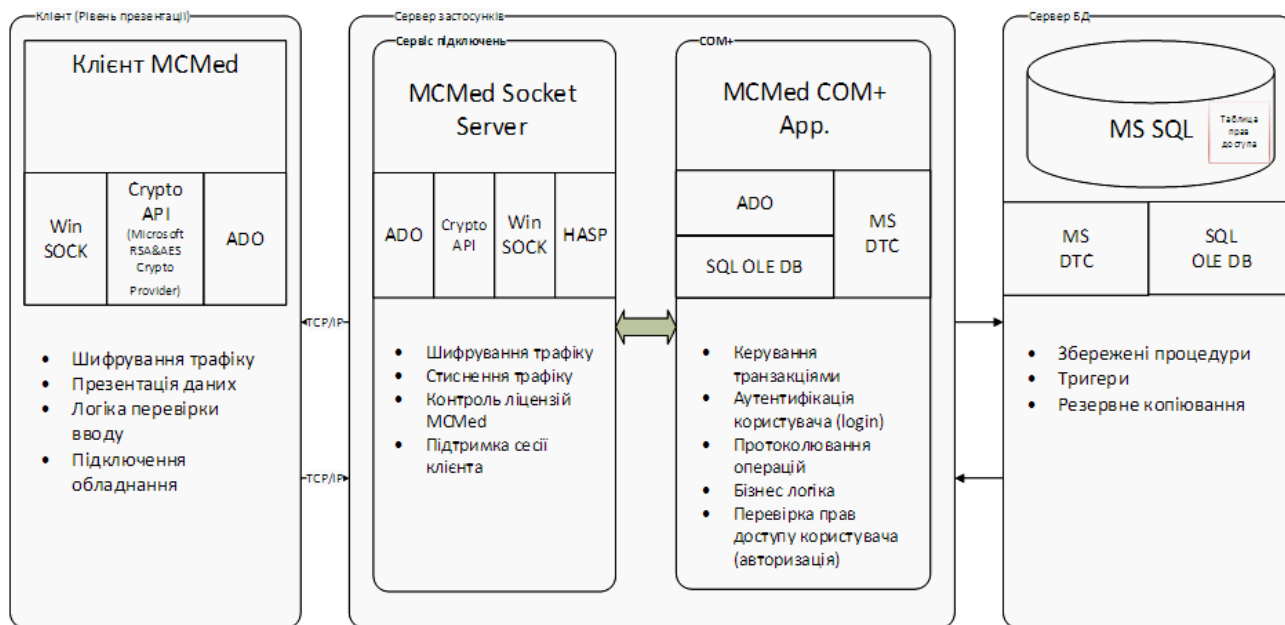 Клієнт (Рівень презентації)
Клієнт МCMed
Win
SOCK
Crypto
API
(Microsoft
RSA&AES
Crypto
Provider)
ADO
• Шифрування трафіку
• Презентація даних
• Логіка перевірки
вводу
• Підключення
обладнання
TCP/IP
TCP/IP
Сервер застосунків
Сервіс підключень
MCMed Socket
Server
ADO
Crypto
API
Win
SOCK
HASP
• Шифрування трафіку
• Стиснення трафіку
• Контроль ліцензій
MCMed
• Підтримка сесії
клієнта
COM+
MCMed COM+
App.
ADO
SQL OLE DB
MS
DTC
• Керування
транзакціями
• Аутентифікація
користувача (login)
• Протоколювання
операцій
• Бізнес логіка
• Перевірка прав
доступу користувача
(авторизація)
Сервер БД
MS SQL
Таблица
прав
доступа
MS
DTC
SQL
OLE DB
• Збережені процедури
• Тригери
• Резервне копіювання